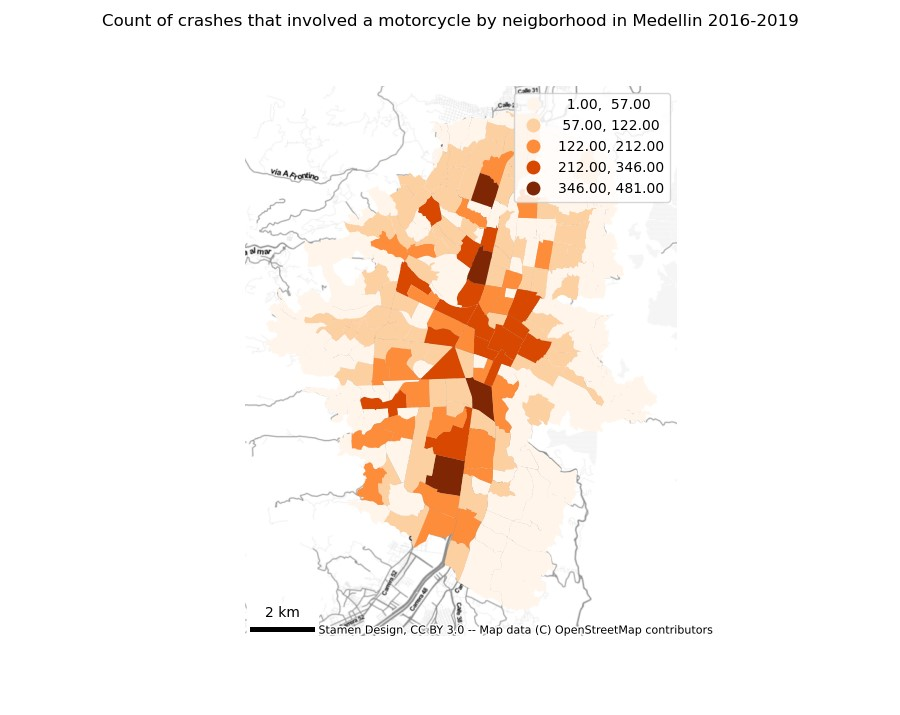 Count of crashes that involved a motorcycle by neigborhood in Medellin 2016-2019
1.00, 57.00
57.00, 122.00
122.00, 212.00
212.00, 346.00
346.00, 481.00
vía A Frontino
al mar
2 km
Stamen Design, CC BY 3.0 -- Map data (C) OpenStreetMap contributors